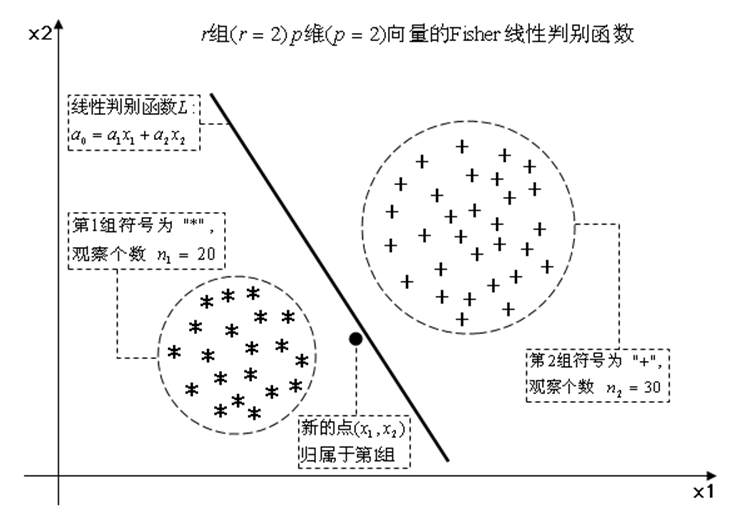 r组(r = 2) p维(p = 2)向量的Fisher 线性判别函数
x2
线性判别函数L :
a₀ = a₁x₁ + a₂x₂
第1组符号为 "*" ,
观察个数 n₁ = 20
第2组符号为 "+",
观察个数 n₂ = 30
新的点(x₁,x₂)
归属于第1组
x1